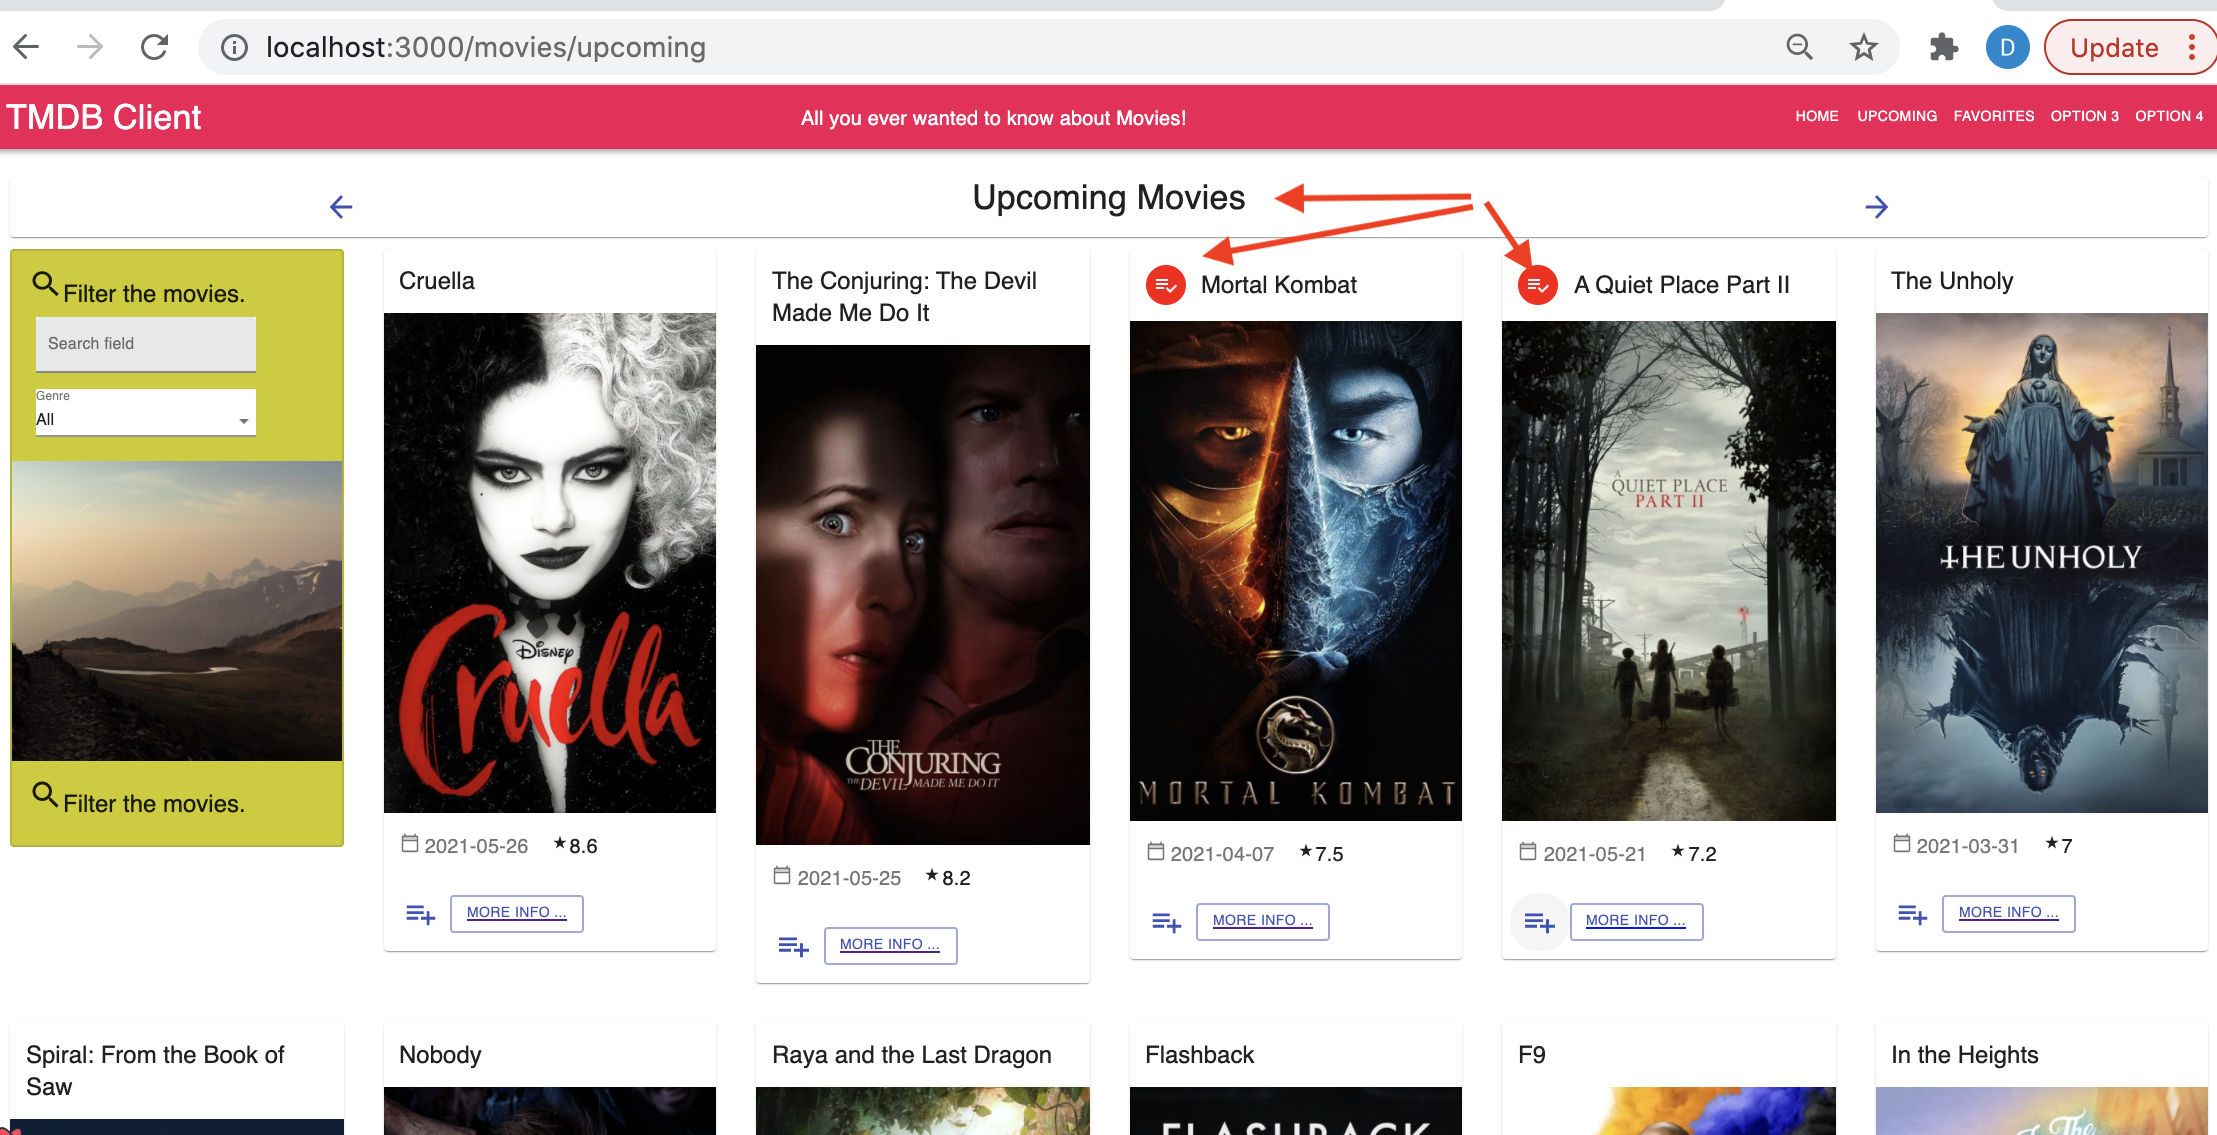 localhost:3000/movies/upcoming
D
Update
TMDB Client
All you ever wanted to know about Movies!
HOME UPCOMING FAVORITES OPTION 3 OPTION 4
Upcoming Movies
Filter the movies.
Search field
Genre
All
Filter the movies.
Cruella
DISNEY
Cruella
2021-05-26 8.6
MORE INFO ...
The Conjuring: The Devil
Made Me Do It
THE
CONJURING
THE DEVIL MADE ME DO IT
2021-05-25 8.2
MORE INFO ...
Mortal Kombat
MORTAL KOMBAT
2021-04-07 7.5
MORE INFO ...
A Quiet Place Part II
A
QUIET PLACE
PART II
2021-05-21 7.2
MORE INFO ...
The Unholy
THE UNHOLY
2021-03-31 7
MORE INFO ...
Spiral: From the Book of
Saw
Nobody
Raya and the Last Dragon
Flashback
FLASHBACK
F9
In the Heights
The